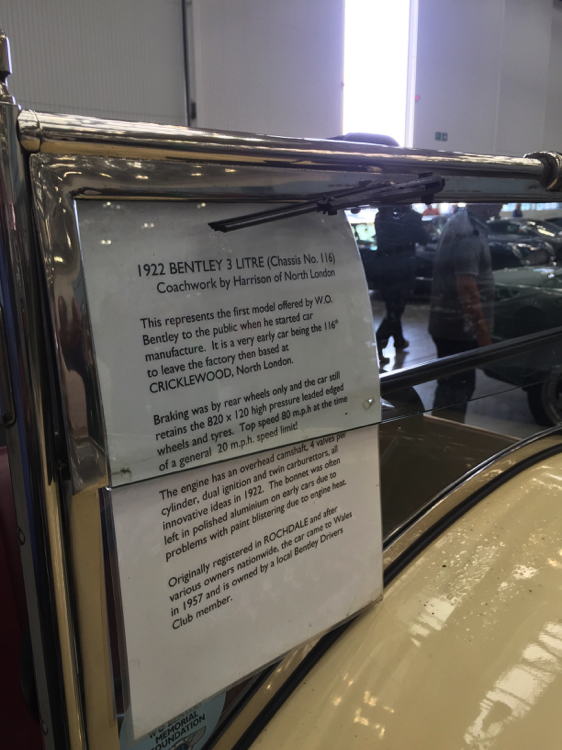 1922 BENTLEY 3 LITRE (Chassis No. 116)
Coachwork by Harrison of North London
This represents the first model offered by W.O.
Bentley to the public when he started car
manufacture. It is a very early car being the 116th
to leave the factory then based at
CRICKLEWOOD, North London.
Braking was by rear wheels only and the car still
retains the 820 x 120 high pressure leaded edged
wheels and tyres. Top speed 80 m.p.h at the time
of a general 20 m.p.h. speed limit!
The engine has an overhead camshaft, 4 valves per
cylinder, dual ignition and twin carburettors, all
innovative ideas in 1922. The bonnet was often
left in polished aluminium on early cars due to
problems with paint blistering due to engine heat.
Originally registered in ROCHDALE and after
various owners nationwide, the car came to Wales
in 1957 and is owned by a local Bentley Drivers
Club member.
MEMORIAL
FOUNDATION